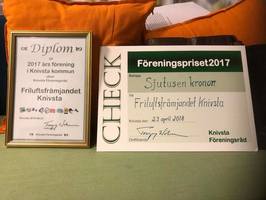 Diplom
till
2017 års förening
i Knivsta kommun
Friluftsfrämjandet
Knivsta
CHECK
Föreningspriset2017
Sjutusen kronor
Friluftsfrämjandet Knivsta
23 april 2018
Knivsta
Föreningsråd